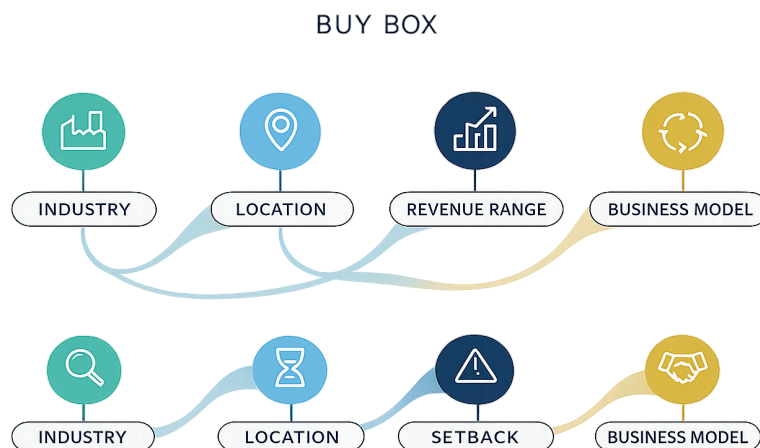 BUY BOX
INDUSTRY
LOCATION
REVENUE RANGE
BUSINESS MODEL
INDUSTRY
LOCATION
SETBACK
BUSINESS MODEL